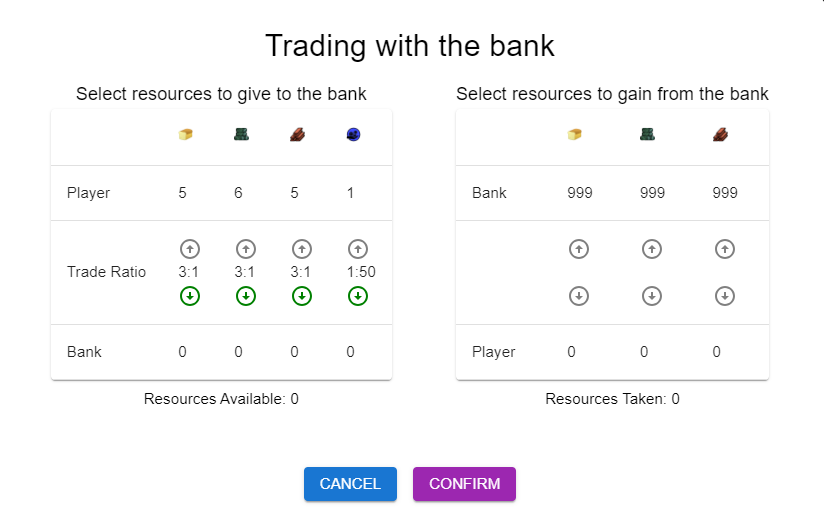 Trading with the bank
Select resources to give to the bank
Player 5 6 5 1
Trade Ratio 3:1 3:1 3:1 1:50
Bank 0 0 0 0
Resources Available: 0
Select resources to gain from the bank
Bank 999 999 999
Player 0 0 0
Resources Taken: 0
CANCEL CONFIRM